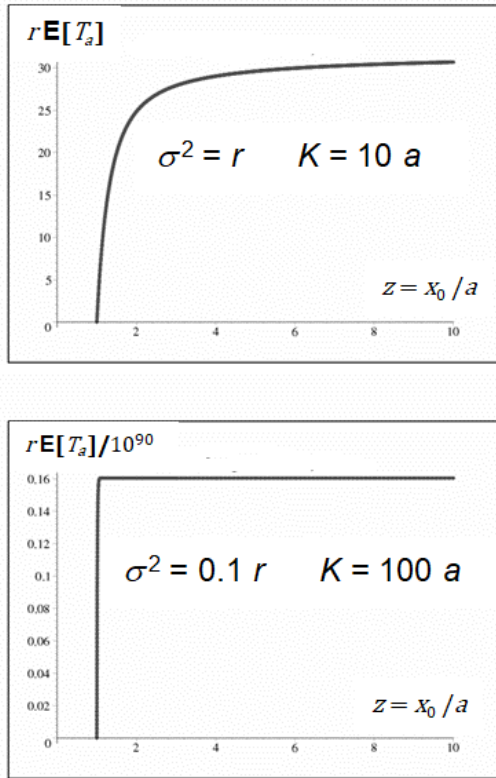 r E[Tₐ]
30
25
20
15
10
5
0
2 4 6 8 10
σ² = r K = 10 a
z = x₀ / a
r E[Tₐ]/10⁹⁰
0.16
0.14
0.12
0.1
0.08
0.06
0.04
0.02
0
2 4 6 8 10
σ² = 0.1 r K = 100 a
z = x₀ / a